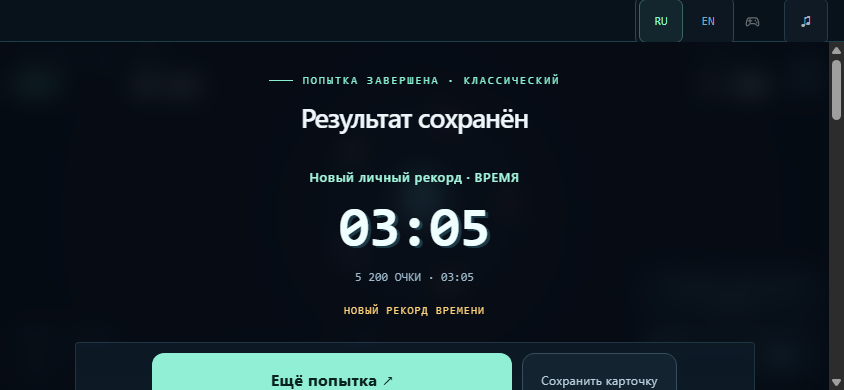 RU EN
ПОПЫТКА ЗАВЕРШЕНА · КЛАССИЧЕСКИЙ
Результат сохранён
Новый личный рекорд · ВРЕМЯ
03:05
5 200 ОЧКИ · 03:05
НОВЫЙ РЕКОРД ВРЕМЕНИ
Ещё попытка ↗ Сохранить карточку